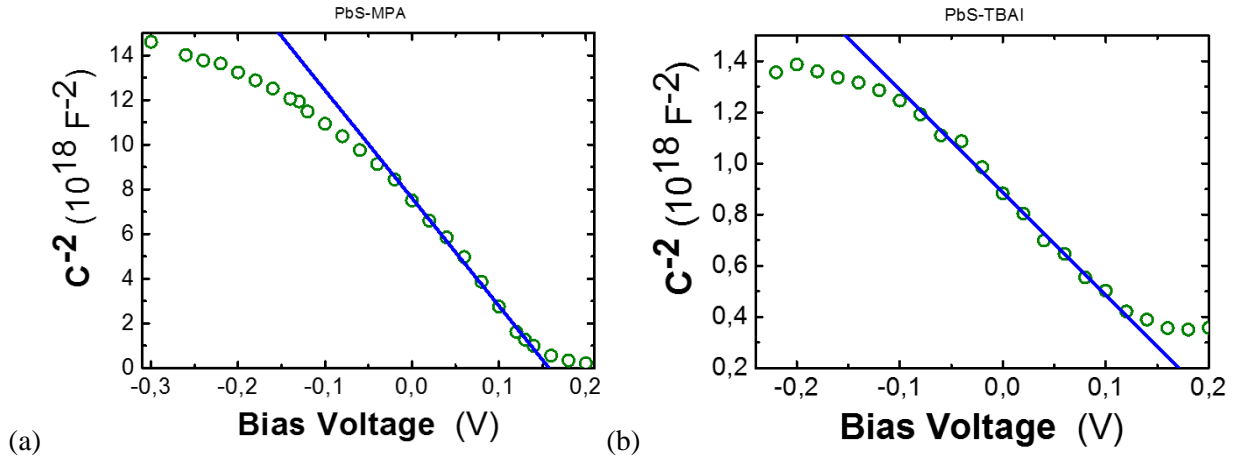 PbS-MPA
14
12
10
8
6
4
2
0
C⁻² (10¹⁸ F⁻²)
-0,3 -0,2 -0,1 0,0 0,1 0,2
Bias Voltage (V)
(a)
PbS-TBAI
1,4
1,2
1,0
0,8
0,6
0,4
0,2
C⁻² (10¹⁸ F⁻²)
-0,2 -0,1 0,0 0,1 0,2
Bias Voltage (V)
(b)